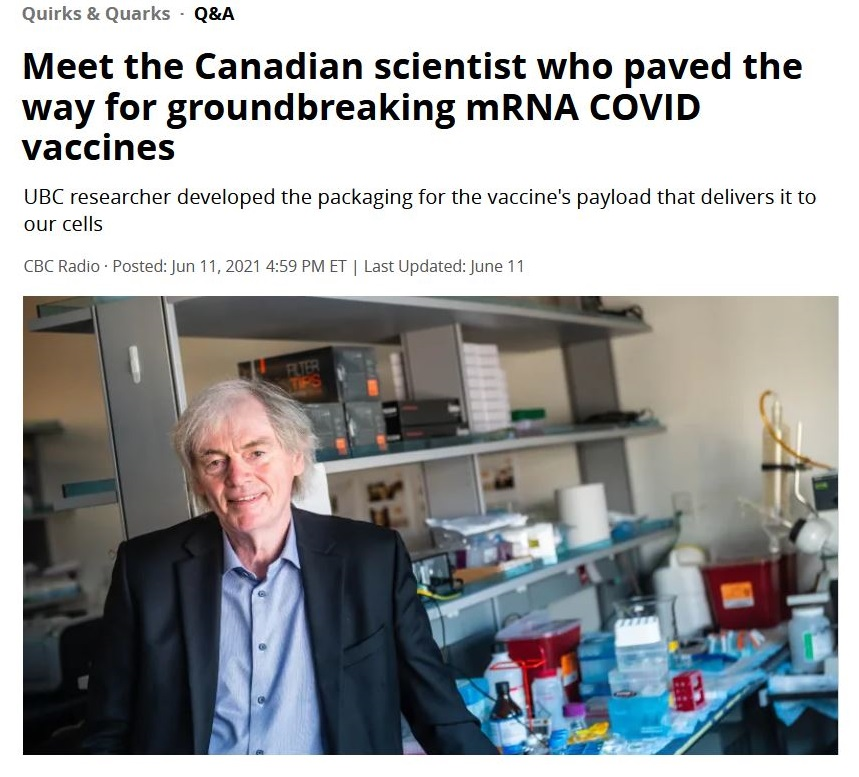 Quirks & Quarks · Q&A
Meet the Canadian scientist who paved the
way for groundbreaking mRNA COVID
vaccines
UBC researcher developed the packaging for the vaccine's payload that delivers it to
our cells
CBC Radio · Posted: Jun 11, 2021 4:59 PM ET | Last Updated: June 11
FILTER
TIPS